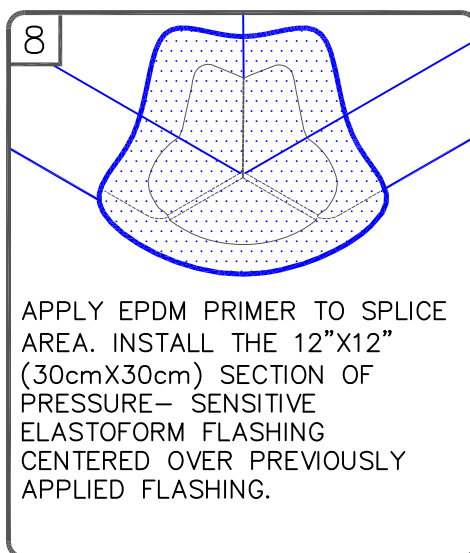 8
APPLY EPDM PRIMER TO SPLICE
AREA. INSTALL THE 12"X12"
(30cmX30cm) SECTION OF
PRESSURE– SENSITIVE
ELASTOFORM FLASHING
CENTERED OVER PREVIOUSLY
APPLIED FLASHING.